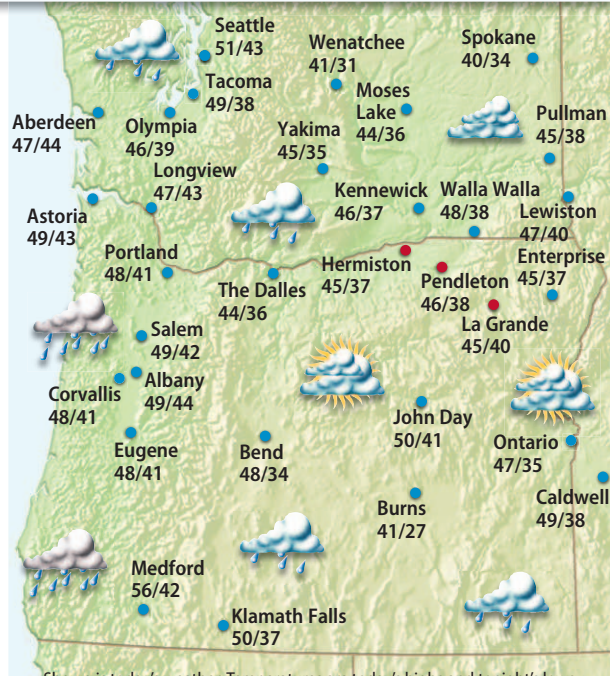 Seattle
51/43
Wenatchee
41/31
Spokane
40/34
Tacoma
49/38
Moses
Lake
44/36
Aberdeen
47/44
Olympia
46/39
Yakima
45/35
Pullman
45/38
Longview
47/43
Kennewick
46/37
Walla Walla
48/38
Lewiston
47/40
Astoria
49/43
Portland
48/41
The Dalles
44/36
Hermiston
45/37
Pendleton
46/38
Enterprise
45/37
La Grande
45/40
Salem
49/42
Corvallis
48/41
Albany
49/44
John Day
50/41
Eugene
48/41
Bend
48/34
Ontario
47/35
Burns
41/27
Caldwell
49/38
Medford
56/42
Klamath Falls
50/37